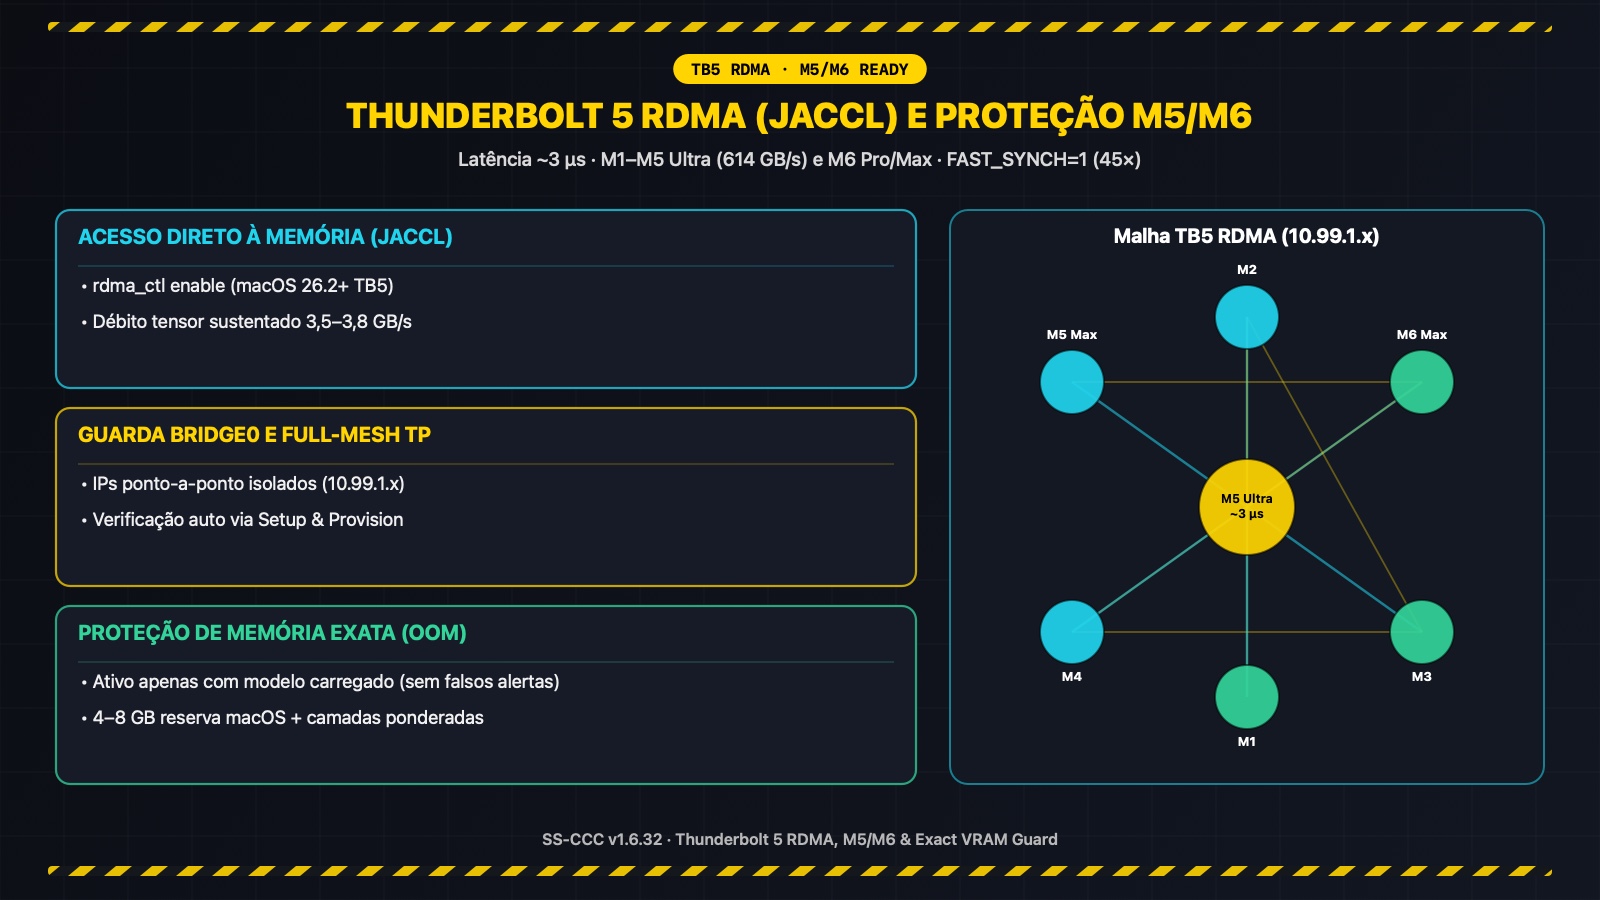 TB5 RDMA · M5/M6 READY
THUNDERBOLT 5 RDMA (JACCL) E PROTEÇÃO M5/M6
Latência ~3 µs · M1–M5 Ultra (614 GB/s) e M6 Pro/Max · FAST_SYNCH=1 (45×)
ACESSO DIRETO À MEMÓRIA (JACCL)
• rdma_ctl enable (macOS 26.2+ TB5)
• Débito tensor sustentado 3,5–3,8 GB/s
GUARDA BRIDGE0 E FULL-MESH TP
• IPs ponto-a-ponto isolados (10.99.1.x)
• Verificação auto via Setup & Provision
PROTEÇÃO DE MEMÓRIA EXATA (OOM)
• Ativo apenas com modelo carregado (sem falsos alertas)
• 4–8 GB reserva macOS + camadas ponderadas
Malha TB5 RDMA (10.99.1.x)
M2
M5 Max
M6 Max
M5 Ultra
~3 µs
M4
M3
M1
SS-CCC v1.6.32 · Thunderbolt 5 RDMA, M5/M6 & Exact VRAM Guard